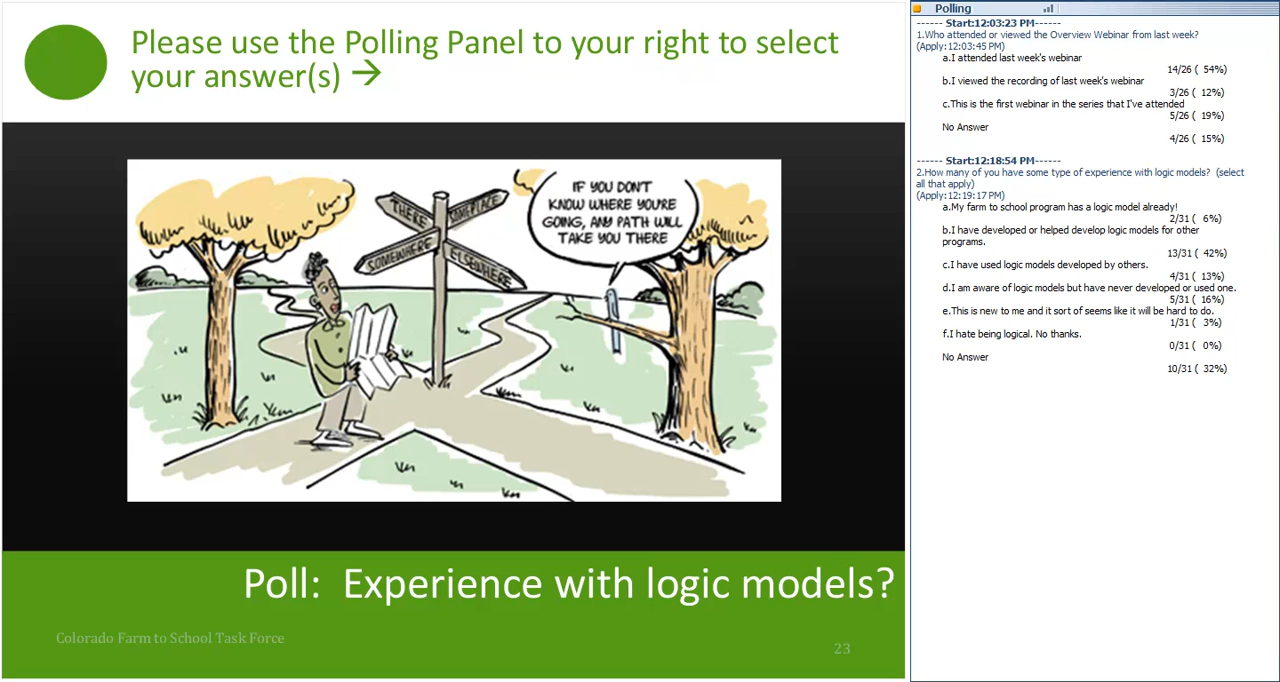 Please use the Polling Panel to your right to select
your answer(s) →
IF YOU DON'T
KNOW WHERE YOU'RE
GOING, ANY PATH WILL
TAKE YOU THERE
THERE
SOMEPLACE
SOMEWHERE
ELSEWHERE
Poll: Experience with logic models?
Colorado Farm to School Task Force
23
Polling
------ Start:12:03:23 PM------
1.Who attended or viewed the Overview Webinar from last week?
(Apply:12:03:45 PM)
a.I attended last week's webinar
14/26 ( 54%)
b.I viewed the recording of last week's webinar
3/26 ( 12%)
c.This is the first webinar in the series that I've attended
5/26 ( 19%)
No Answer
4/26 ( 15%)
------ Start:12:18:54 PM------
2.How many of you have some type of experience with logic models? (select
all that apply)
(Apply:12:19:17 PM)
a.My farm to school program has a logic model already!
2/31 ( 6%)
b.I have developed or helped develop logic models for other
programs.
13/31 ( 42%)
c.I have used logic models developed by others.
4/31 ( 13%)
d.I am aware of logic models but have never developed or used one.
5/31 ( 16%)
e.This is new to me and it sort of seems like it will be hard to do.
1/31 ( 3%)
f.I hate being logical. No thanks.
0/31 ( 0%)
No Answer
10/31 ( 32%)